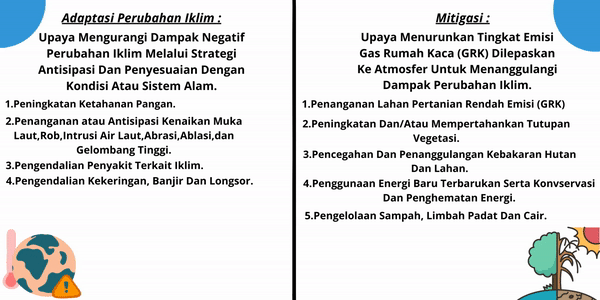 Adaptasi Perubahan Iklim :
Upaya Mengurangi Dampak Negatif
Perubahan Iklim Melalui Strategi
Antisipasi Dan Penyesuaian Dengan
Kondisi Atau Sistem Alam.
1.Peningkatan Ketahanan Pangan.
2.Penanganan atau Antisipasi Kenaikan Muka
Laut,Rob,Intrusi Air Laut,Abrasi,Ablasi,dan
Gelombang Tinggi.
3.Pengendalian Penyakit Terkait Iklim.
4.Pengendalian Kekeringan, Banjir Dan Longsor.
Mitigasi :
Upaya Menurunkan Tingkat Emisi
Gas Rumah Kaca (GRK) Dilepaskan
Ke Atmosfer Untuk Menanggulangi
Dampak Perubahan Iklim.
1.Penanganan Lahan Pertanian Rendah Emisi (GRK)
2.Peningkatan Dan/Atau Mempertahankan Tutupan
Vegetasi.
3.Pencegahan Dan Penanggulangan Kebakaran Hutan
Dan Lahan.
4.Penggunaan Energi Baru Terbarukan Serta Konvservasi
Dan Penghematan Energi.
5.Pengelolaan Sampah, Limbah Padat Dan Cair.